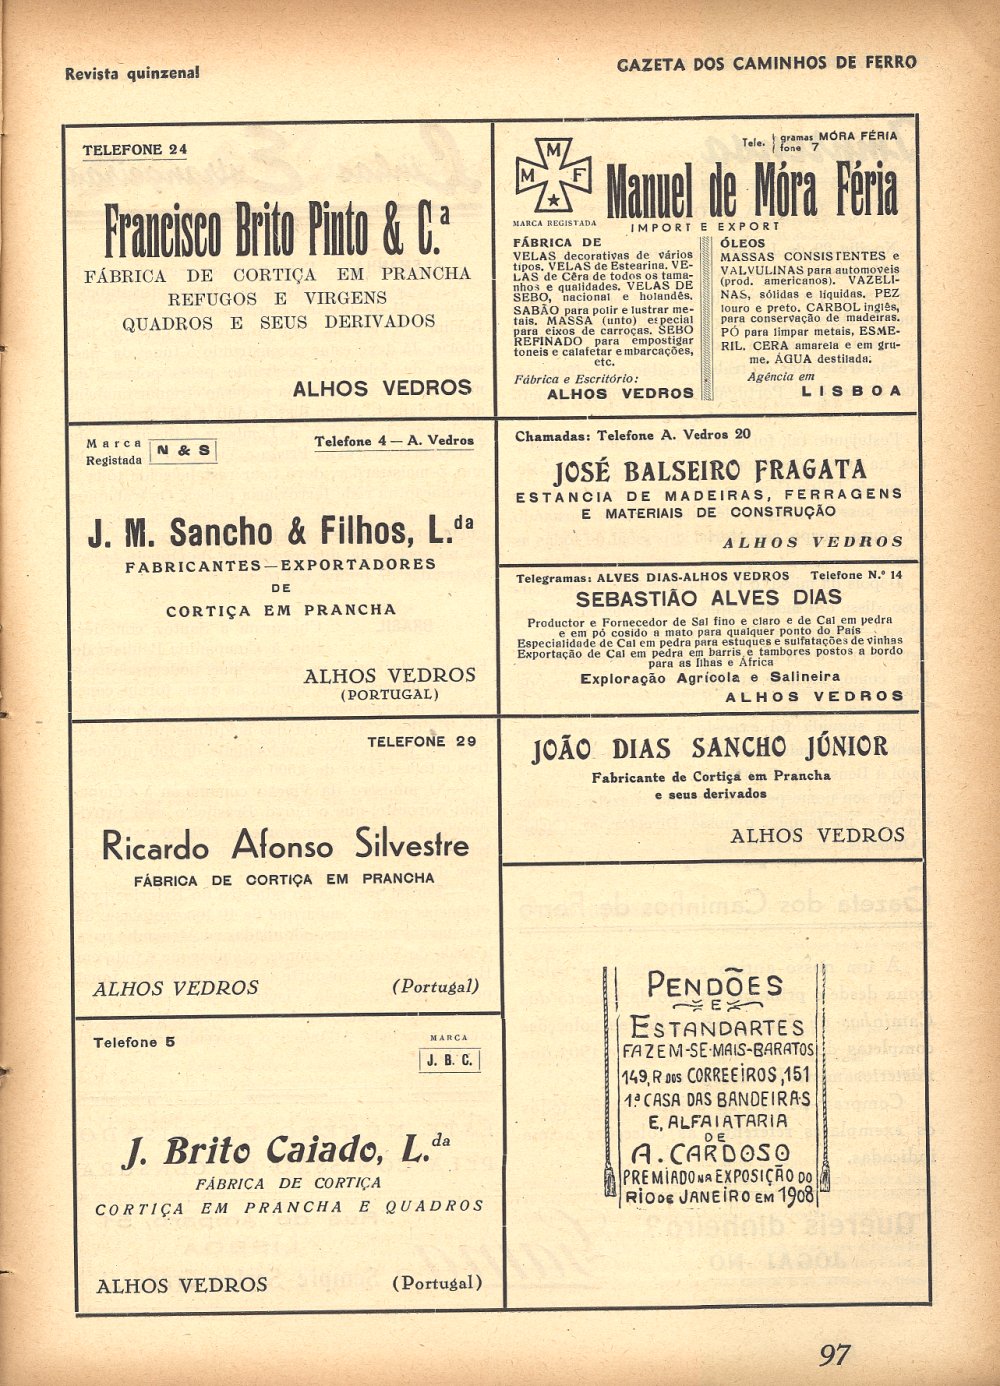 Revista quinzenal
GAZETA DOS CAMINHOS DE FERRO
TELEFONE 24
Francisco Brito Pinto & C.ª
FÁBRICA DE CORTIÇA EM PRANCHA
REFUGOS E VIRGENS
QUADROS E SEUS DERIVADOS
ALHOS VEDROS
Marca
Registada
N & S
Telefone 4 — A. Vedros
J. M. Sancho & Filhos, L.da
FABRICANTES—EXPORTADORES
DE
CORTIÇA EM PRANCHA
ALHOS VEDROS
(PORTUGAL)
TELEFONE 29
Ricardo Afonso Silvestre
FÁBRICA DE CORTIÇA EM PRANCHA
ALHOS VEDROS (Portugal)
Telefone 5
MARCA
J. B. C.
J. Brito Caiado, L.da
FÁBRICA DE CORTIÇA
CORTIÇA EM PRANCHA E QUADROS
ALHOS VEDROS (Portugal)
M
M F
MARCA REGISTADA
Tele. { gramas MÓRA FÉRIA
fone 7
Manuel de Móra Féria
IMPORT E EXPORT
FÁBRICA DE
VELAS decorativas de vários
tipos. VELAS de Estearina. VE-
LAS de Cêra de todos os tama-
nhos e qualidades. VELAS DE
SEBO, nacional e holandês.
SABÃO para polir e lustrar me-
tais. MASSA (unto) especial
para eixos de carroças. SEBO
REFINADO para empostigar
toneis e calafetar embarcações,
etc.
Fábrica e Escritório:
ALHOS VEDROS
ÓLEOS
MASSAS CONSISTENTES e
VALVULINAS para automoveis
(prod. americanos). VAZELI-
NAS, sólidas e líquidas. PEZ
louro e preto. CARBOL inglês,
para conservação de madeiras.
PÓ para limpar metais, ESME-
RIL. CERA amarela e em gru-
me. ÁGUA destilada.
Agência em
LISBOA
Chamadas: Telefone A. Vedros 20
JOSÉ BALSEIRO FRAGATA
ESTANCIA DE MADEIRAS, FERRAGENS
E MATERIAIS DE CONSTRUÇÃO
ALHOS VEDROS
Telegramas: ALVES DIAS-ALHOS VEDROS Telefone N.º 14
SEBASTIÃO ALVES DIAS
Productor e Fornecedor de Sal fino e claro e de Cal em pedra
e em pó cosido a mato para qualquer ponto do País
Especialidade de Cal em pedra para estuques e sulfatações de vinhas
Exportação de Cal em pedra em barris e tambores postos a bordo
para as Ilhas e África
Exploração Agrícola e Salineira
ALHOS VEDROS
JOÃO DIAS SANCHO JÚNIOR
Fabricante de Cortiça em Prancha
e seus derivados
ALHOS VEDROS
PENDÕES
E
ESTANDARTES
FAZEM-SE-MAIS-BARATOS
149, R DOS CORREEIROS, 151
1.ª CASA DAS BANDEIRAS
E, ALFAIATARIA
DE
A. CARDOSO
PREMIADO NA EXPOSIÇÃO DO
RIO DE JANEIRO EM 1908
97